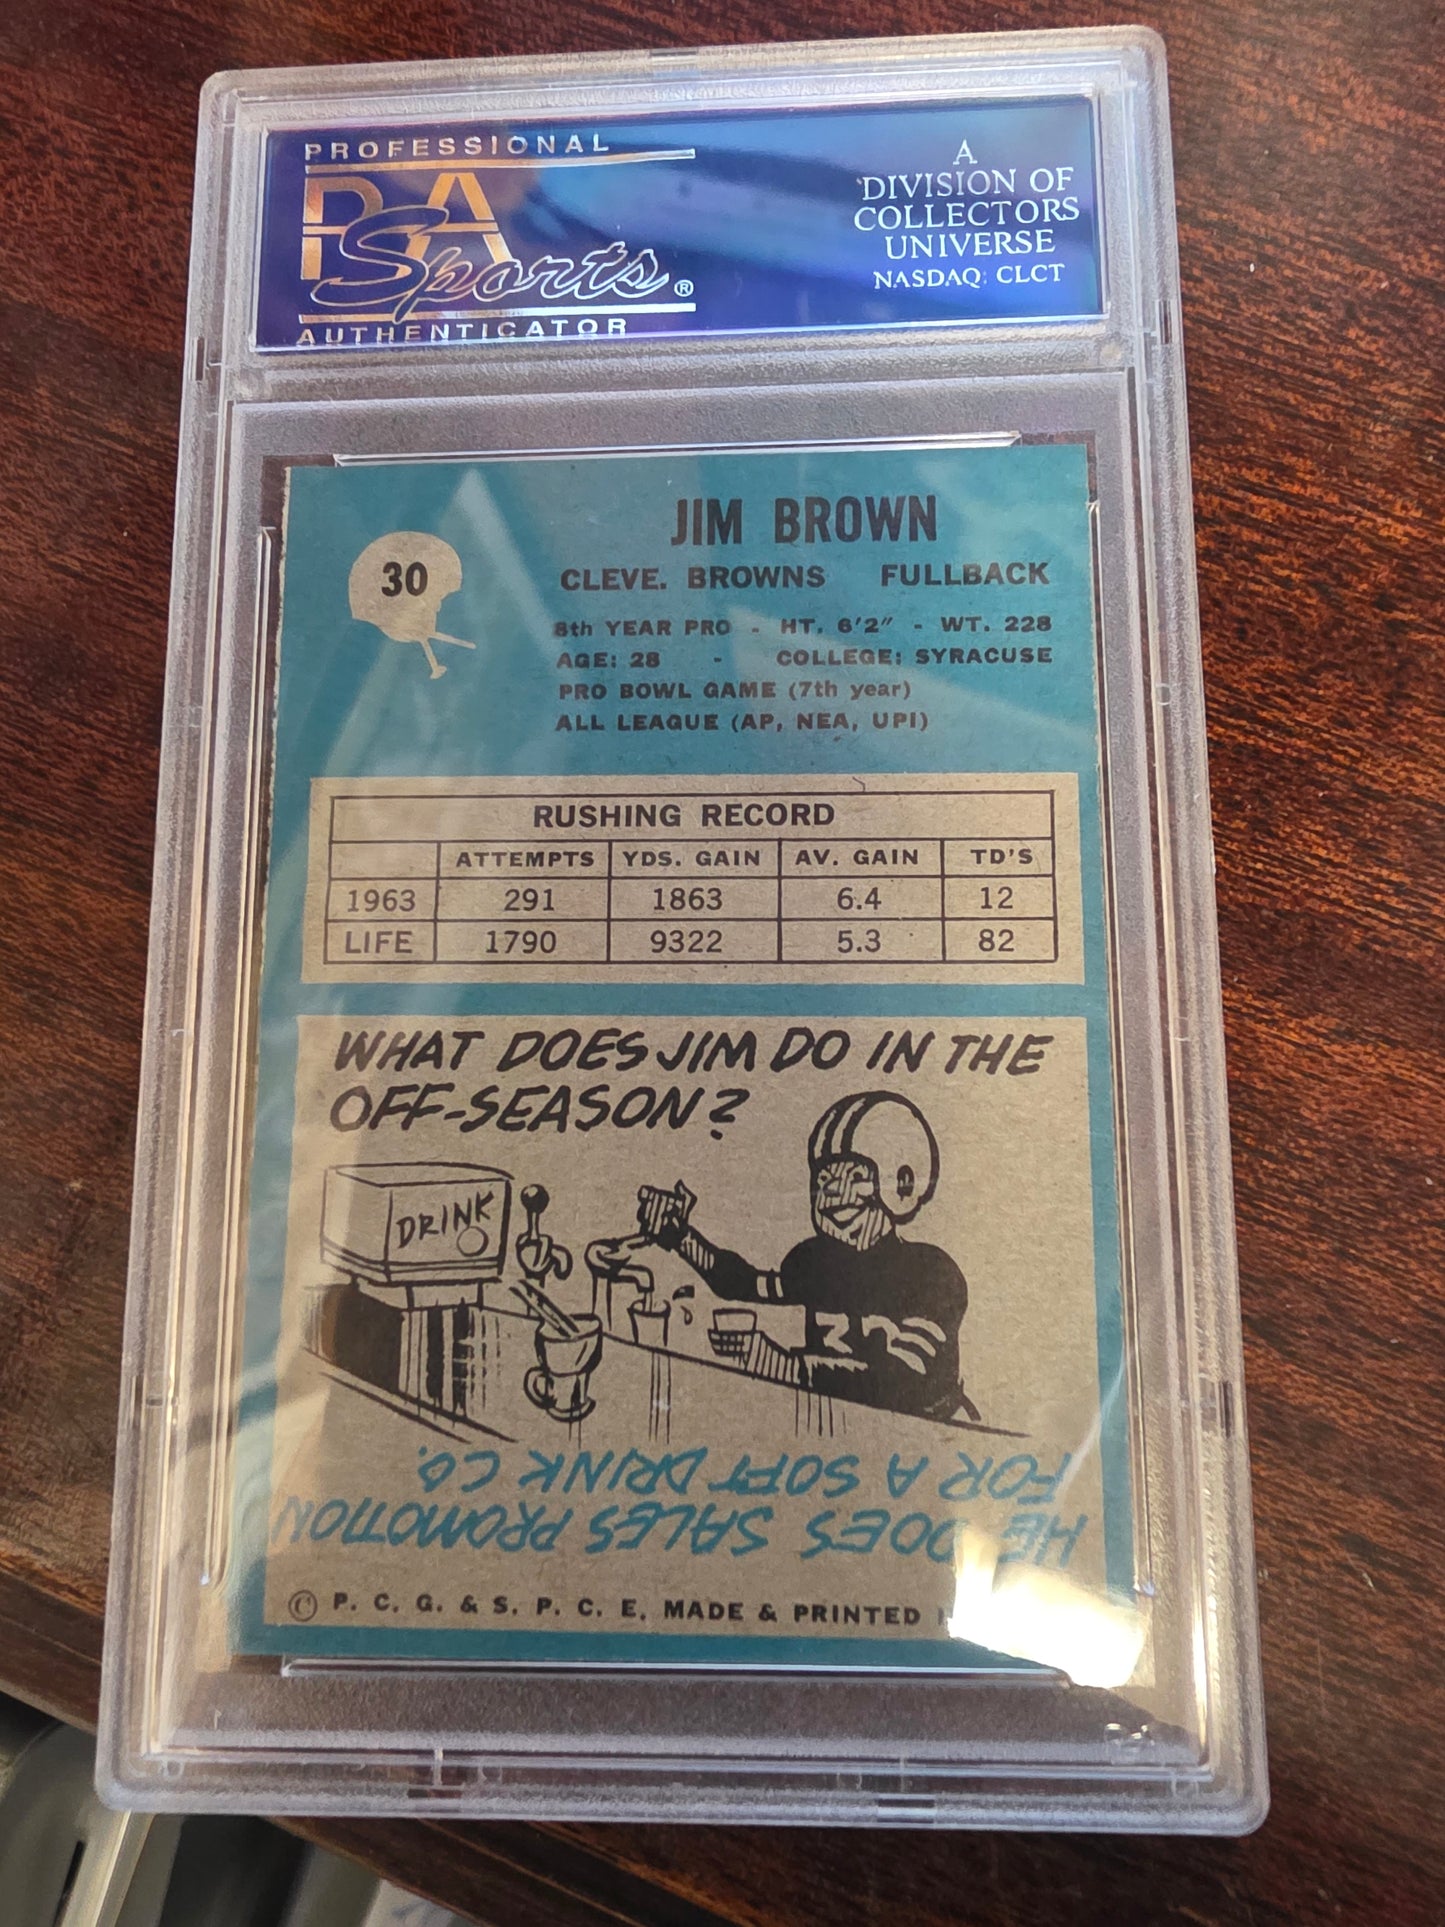 PROFESSIONAL
PSA
Sports®
AUTHENTICATOR
A
DIVISION OF
COLLECTORS
UNIVERSE
NASDAQ: CLCT
30
JIM BROWN
CLEVE. BROWNS FULLBACK
8th YEAR PRO - HT. 6'2" - WT. 228
AGE: 28 - COLLEGE: SYRACUSE
PRO BOWL GAME (7th year)
ALL LEAGUE (AP, NEA, UPI)
RUSHING RECORD
ATTEMPTS YDS. GAIN AV. GAIN TD'S
1963 291 1863 6.4 12
LIFE 1790 9322 5.3 82
WHAT DOES JIM DO IN THE
OFF-SEASON?
DRINK
HE DOES SALES PROMOTION
FOR A SOFT DRINK CO.
© P. C. G. & S. P. C. E. MADE & PRINTED